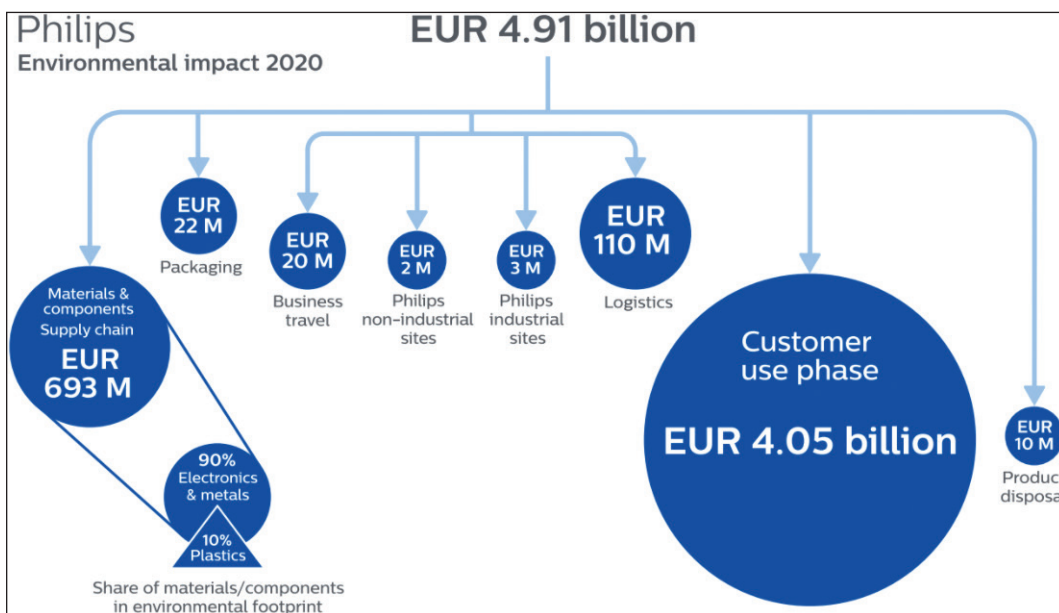 Philips
Environmental impact 2020
EUR 4.91 billion
Materials &
components
Supply chain
EUR
693 M
90%
Electronics
& metals
10%
Plastics
Share of materials/components
in environmental footprint
EUR
22 M
Packaging
EUR
20 M
Business
travel
EUR
2 M
Philips
non-industrial
sites
EUR
3 M
Philips
industrial
sites
EUR
110 M
Logistics
Customer
use phase
EUR 4.05 billion
EUR
10 M
Produc
disposa